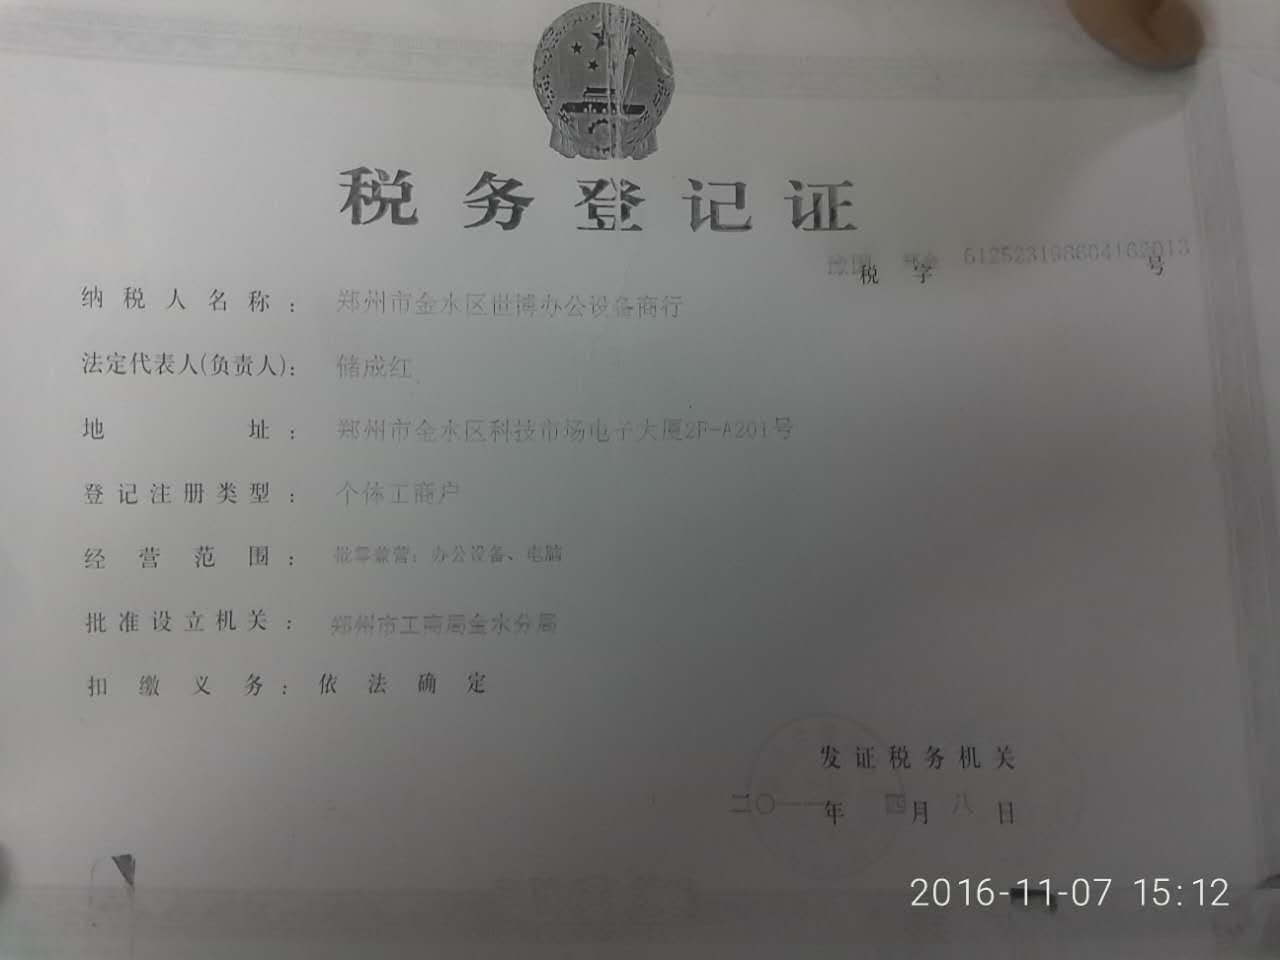 税务登记证
税字 612523198604162013 号
纳税人名称： 郑州市金水区世博办公设备商行
法定代表人(负责人)： 储成红
地址： 郑州市金水区科技市场电子大厦2F-A201号
登记注册类型： 个体工商户
经营范围： 批零兼营：办公设备、电脑
批准设立机关： 郑州市工商局金水分局
扣缴义务：依法确定
发证税务机关
二〇一一年四月八日
2016-11-07 15:12